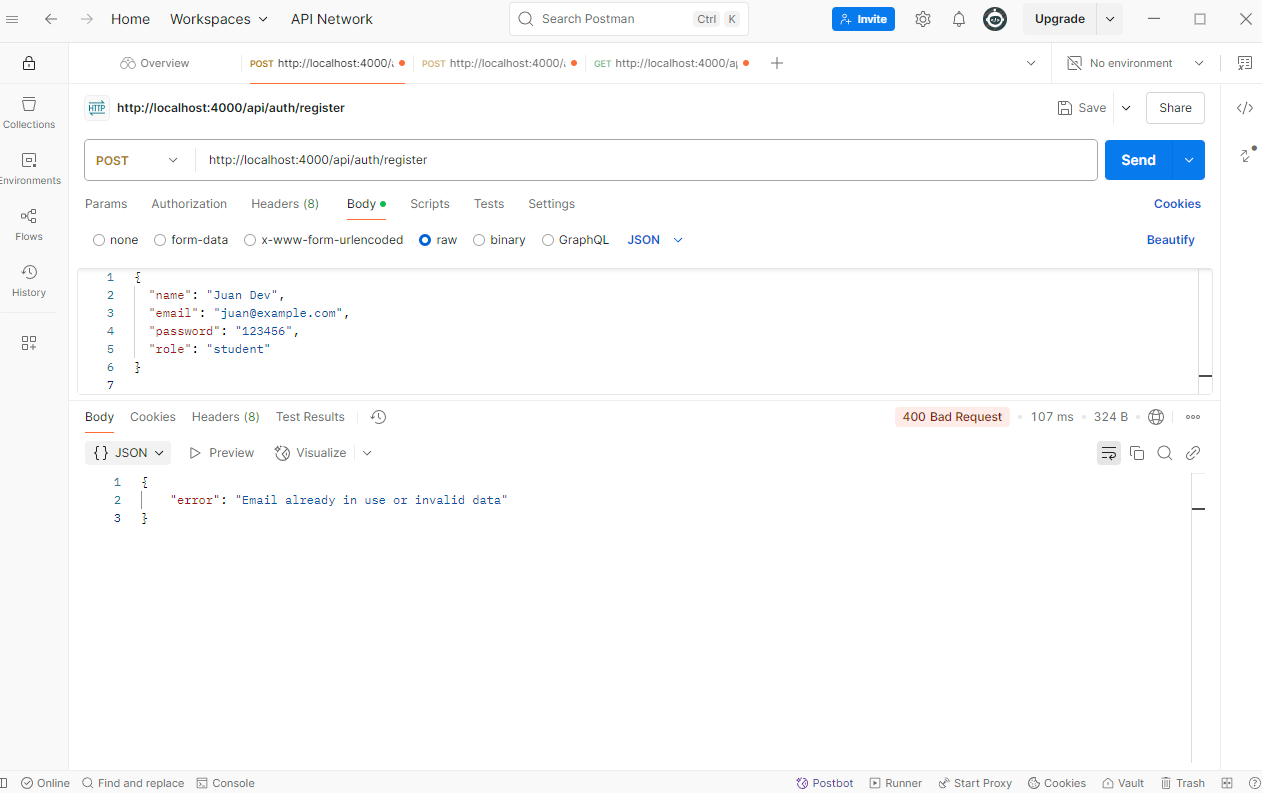 Home Workspaces API Network Search Postman Ctrl K Invite Upgrade
Overview POST http://localhost:4000/a POST http://localhost:4000/a GET http://localhost:4000/ap No environment
HTTP http://localhost:4000/api/auth/register Save Share
POST http://localhost:4000/api/auth/register Send
Params Authorization Headers (8) Body Scripts Tests Settings Cookies
none form-data x-www-form-urlencoded raw binary GraphQL JSON Beautify
Collections
Environments
Flows
History
1 {
2 "name": "Juan Dev",
3 "email": "juan@example.com",
4 "password": "123456",
5 "role": "student"
6 }
7
Body Cookies Headers (8) Test Results 400 Bad Request 107 ms 324 B
{} JSON Preview Visualize
1 {
2 "error": "Email already in use or invalid data"
3 }
Online Find and replace Console Postbot Runner Start Proxy Cookies Vault Trash